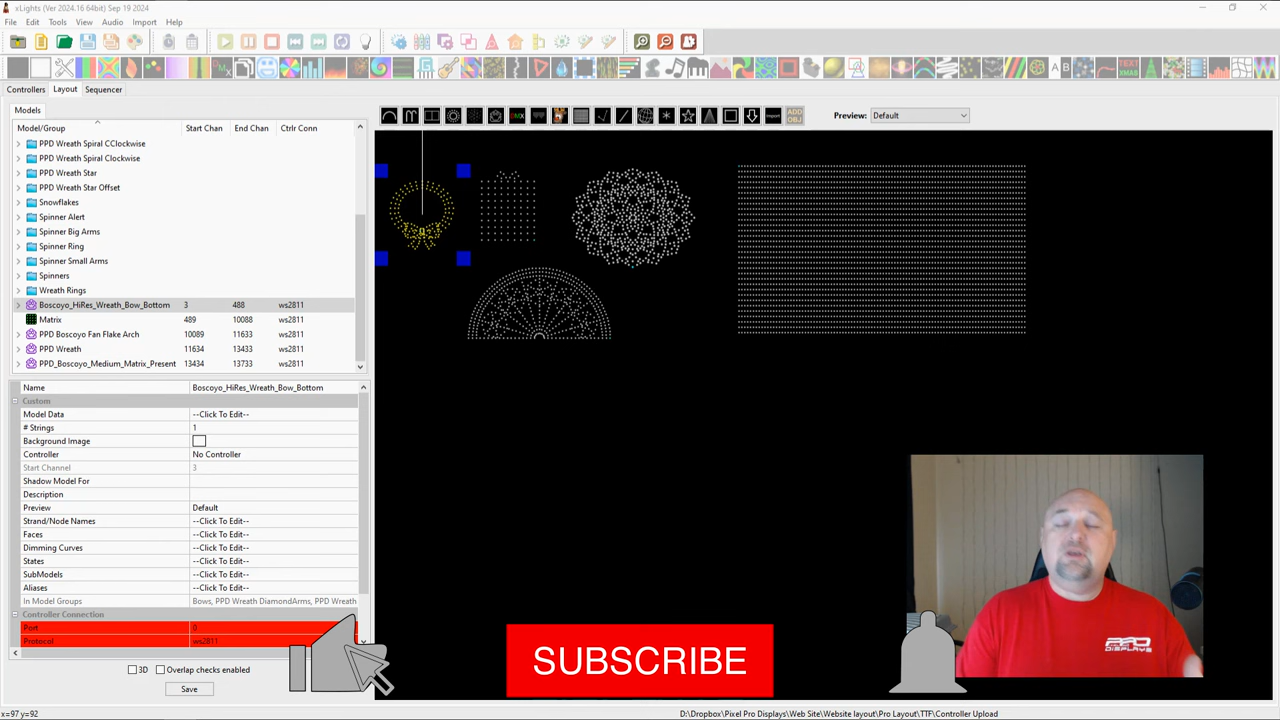 xLights (Ver 2024.16 64bit) Sep 19 2024
File Edit Tools View Audio Import Help
Controllers Layout Sequencer
Models
Preview: Default
Model/Group Start Chan End Chan Ctrlr Conn
PPD Wreath Spiral CClockwise
PPD Wreath Spiral Clockwise
PPD Wreath Star
PPD Wreath Star Offset
Snowflakes
Spinner Alert
Spinner Big Arms
Spinner Ring
Spinner Small Arms
Spinners
Wreath Rings
Boscoyo_HiRes_Wreath_Bow_Bottom 3 488 ws2811
Matrix 489 10088 ws2811
PPD Boscoyo Fan Flake Arch 10089 11633 ws2811
PPD Wreath 11634 13433 ws2811
PPD_Boscoyo_Medium_Matrix_Present 13434 13733 ws2811
Name Boscoyo_HiRes_Wreath_Bow_Bottom
Custom
Model Data --Click To Edit--
# Strings 1
Background Image
Controller No Controller
Start Channel 3
Shadow Model For
Description
Preview Default
Strand/Node Names --Click To Edit--
Faces --Click To Edit--
Dimming Curves --Click To Edit--
States --Click To Edit--
SubModels --Click To Edit--
Aliases --Click To Edit--
In Model Groups Bows, PPD Wreath DiamondArms, PPD Wreath
Controller Connection
Port 0
Protocol ws2811
3D Overlap checks enabled
Save
SUBSCRIBE
PRO
DISPLAYS
x=97 y=92 D:\Dropbox\Pixel Pro Displays\Web Site\Website layout\Pro Layout\TTF\Controller Upload